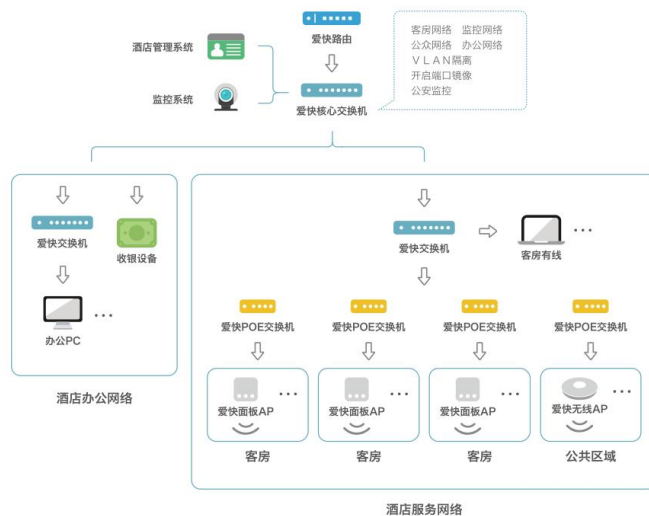 爱快路由
酒店管理系统
监控系统
爱快核心交换机
客房网络 监控网络
公众网络 办公网络
VLAN隔离
开启端口镜像
公安监控
爱快交换机
收银设备
办公PC
...
酒店办公网络
爱快交换机
客房有线
...
爱快POE交换机
爱快POE交换机
爱快POE交换机
爱快POE交换机
爱快面板AP
...
爱快面板AP
...
爱快面板AP
...
爱快无线AP
...
客房
客房
客房
公共区域
酒店服务网络